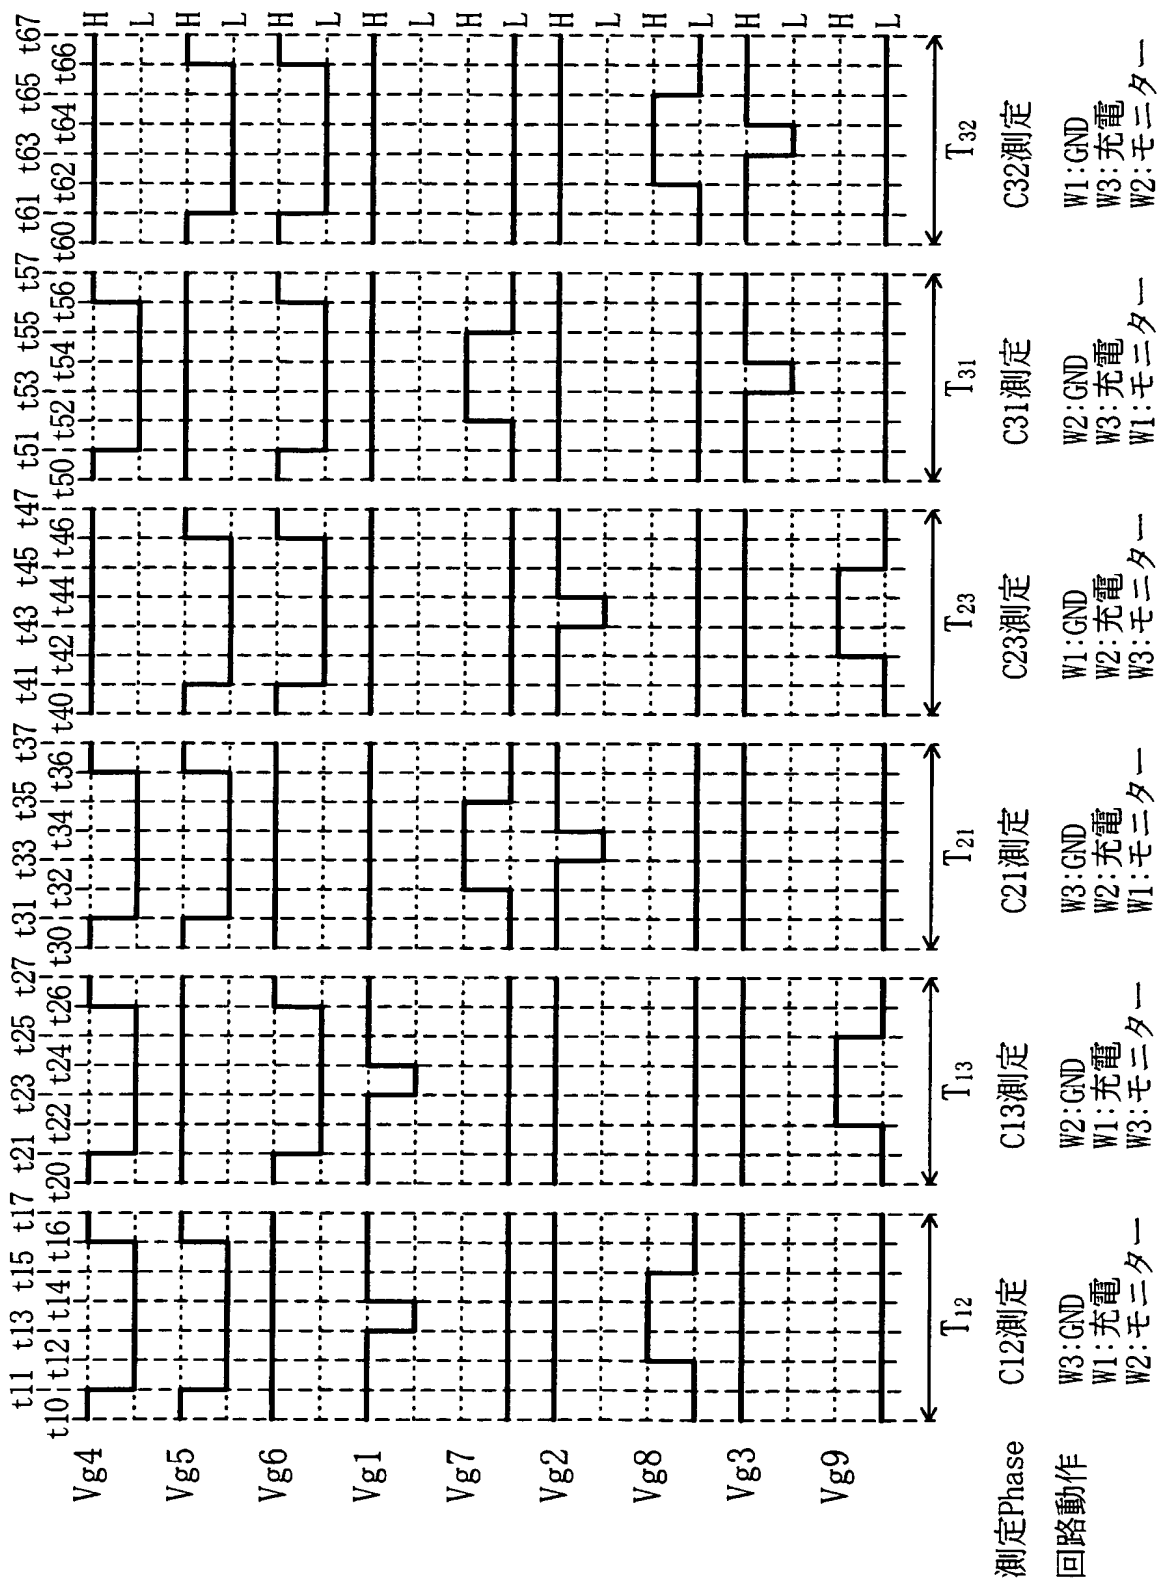 t11 t13 t15 t17 t21 t23 t25 t27 t31 t33 t35 t37 t41 t43 t45 t47 t51 t53 t55 t57 t61 t63 t65 t67
t10 t12 t14 t16 t20 t22 t24 t26 t30 t32 t34 t36 t40 t42 t44 t46 t50 t52 t54 t56 t60 t62 t64 t66
Vg4 H
L
Vg5 H
L
Vg6 H
L
Vg1 H
L
Vg7 H
L
Vg2 H
L
Vg8 H
L
Vg3 H
L
Vg9 H
L
T12 T13 T21 T23 T31 T32
測定Phase C12測定 C13測定 C21測定 C23測定 C31測定 C32測定
回路動作 W3:GND W2:GND W3:GND W1:GND W2:GND W1:GND
W1:充電 W1:充電 W2:充電 W2:充電 W3:充電 W3:充電
W2:モニター W3:モニター W1:モニター W3:モニター W1:モニター W2:モニター